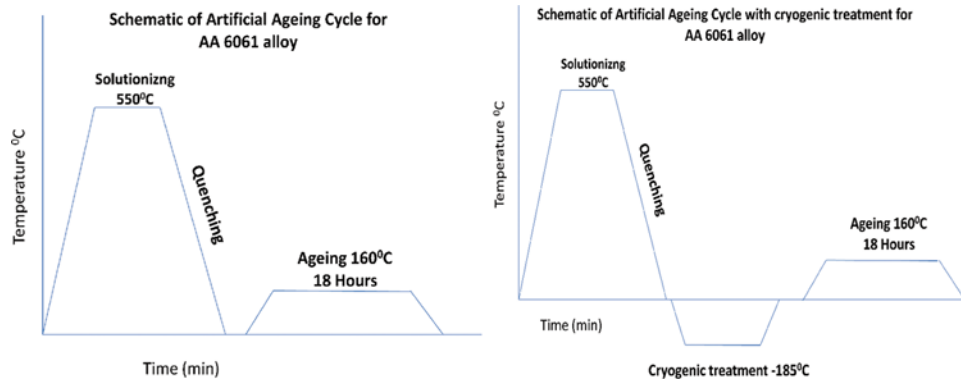 Schematic of Artificial Ageing Cycle for
AA 6061 alloy
Solutionizng
550⁰C
Temperature ⁰C
Quenching
Ageing 160⁰C
18 Hours
Time (min)
Schematic of Artificial Ageing Cycle with cryogenic treatment for
AA 6061 alloy
Solutionizng
550⁰C
Temperature ⁰C
Quenching
Ageing 160⁰C
18 Hours
Time (min)
Cryogenic treatment -185⁰C